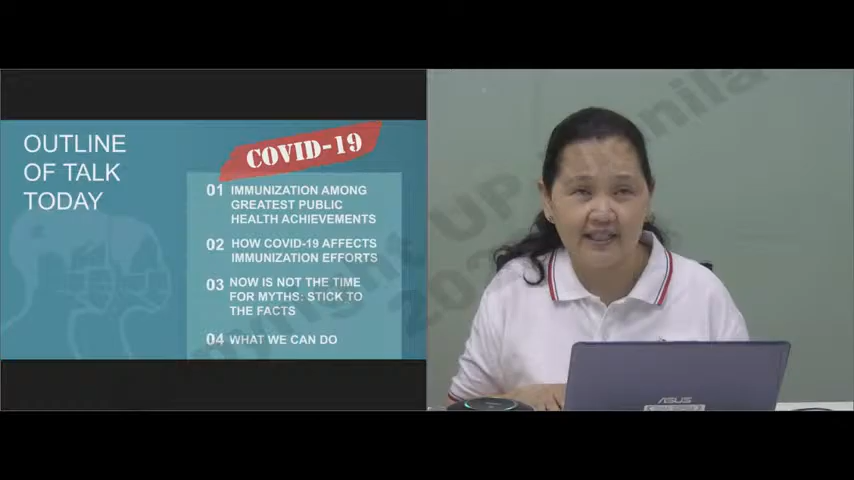 OUTLINE
OF TALK
TODAY
COVID-19
01 IMMUNIZATION AMONG
GREATEST PUBLIC
HEALTH ACHIEVEMENTS
02 HOW COVID-19 AFFECTS
IMMUNIZATION EFFORTS
03 NOW IS NOT THE TIME
FOR MYTHS: STICK TO
THE FACTS
04 WHAT WE CAN DO
UP Manila
ASUS